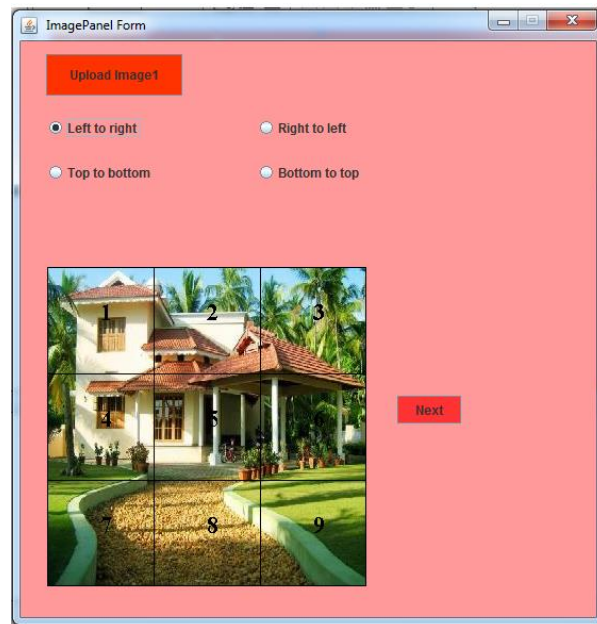 ImagePanel Form
Upload Image1
Left to right
Right to left
Top to bottom
Bottom to top
1 2 3
4 5 6
Next
7 8 9